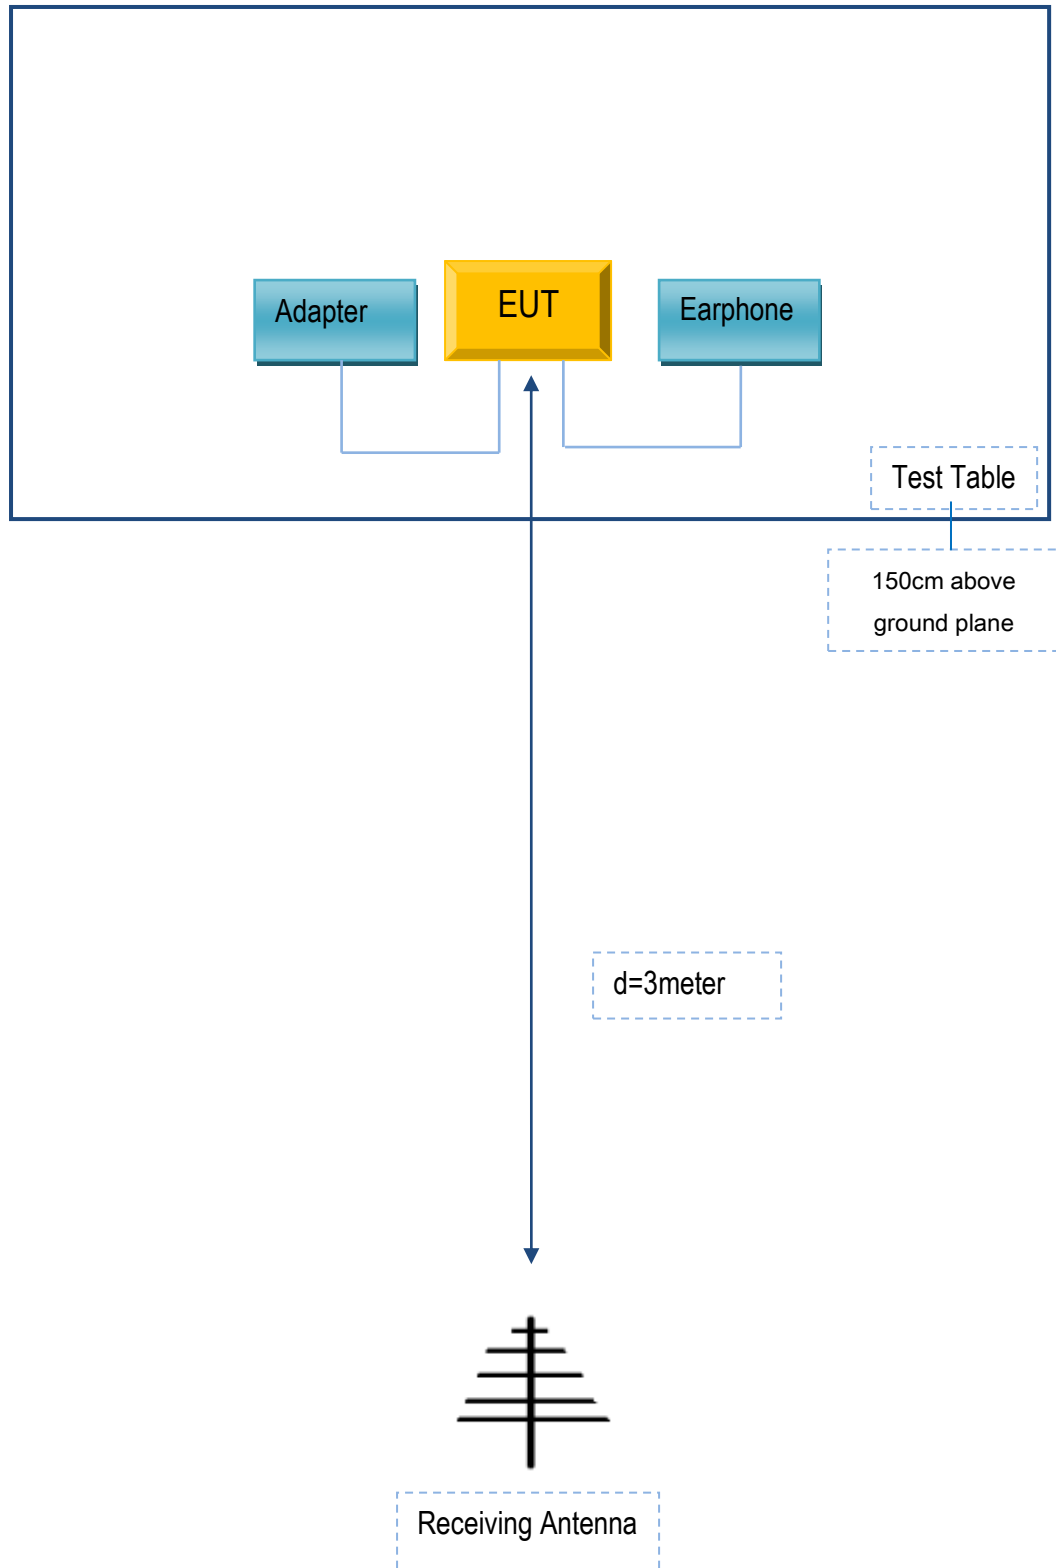 Adapter
EUT
Earphone
Test Table
150cm above
ground plane
d=3meter
Receiving Antenna